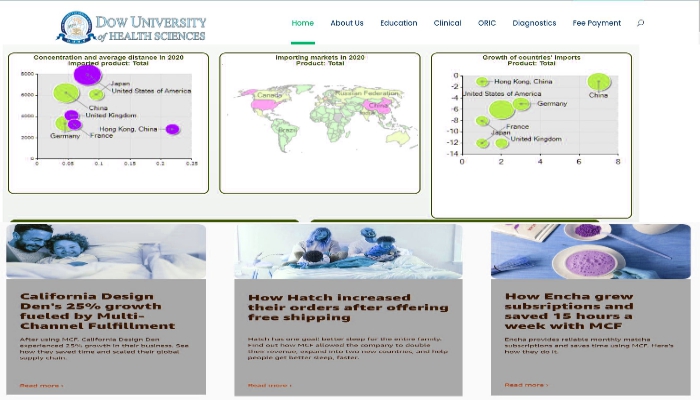 DOW UNIVERSITY
of HEALTH SCIENCES
Home About Us Education Clinical ORIC Diagnostics Fee Payment
Concentration and average distance in 2020
Imported product: Total
8000
6000
4000
2000
0
0 0.05 0.1 0.15 0.2 0.25
Japan
United States of America
China
United Kingdom
Hong Kong, China
Germany
France
Importing markets in 2020
Product: Total
Canada
Russian Federation
China
India
Brazil
Growth of countries' imports
Product: Total
0
-2
-4
-6
-8
-10
-12
-14
0 2 4 6 8
Hong Kong, China
China
United States of America
Germany
France
Japan
United Kingdom
California Design
Den's 25% growth
fueled by Multi-
Channel Fulfillment
After using MCF, California Design Den
experienced 25% growth in their business. See
how they saved time and scaled their global
supply chain.
Read more ›
How Hatch increased
their orders after offering
free shipping
Hatch has one goal: better sleep for the entire family.
Find out how MCF allowed the company to double
their revenue, expand into two new countries, and help
people get better sleep, faster.
Read more ›
How Encha grew
subsriptions and
saved 15 hours a
week with MCF
Encha provides reliable monthly matcha
subscriptions and saves time using MCF. Here's
how they do it.
Read more ›